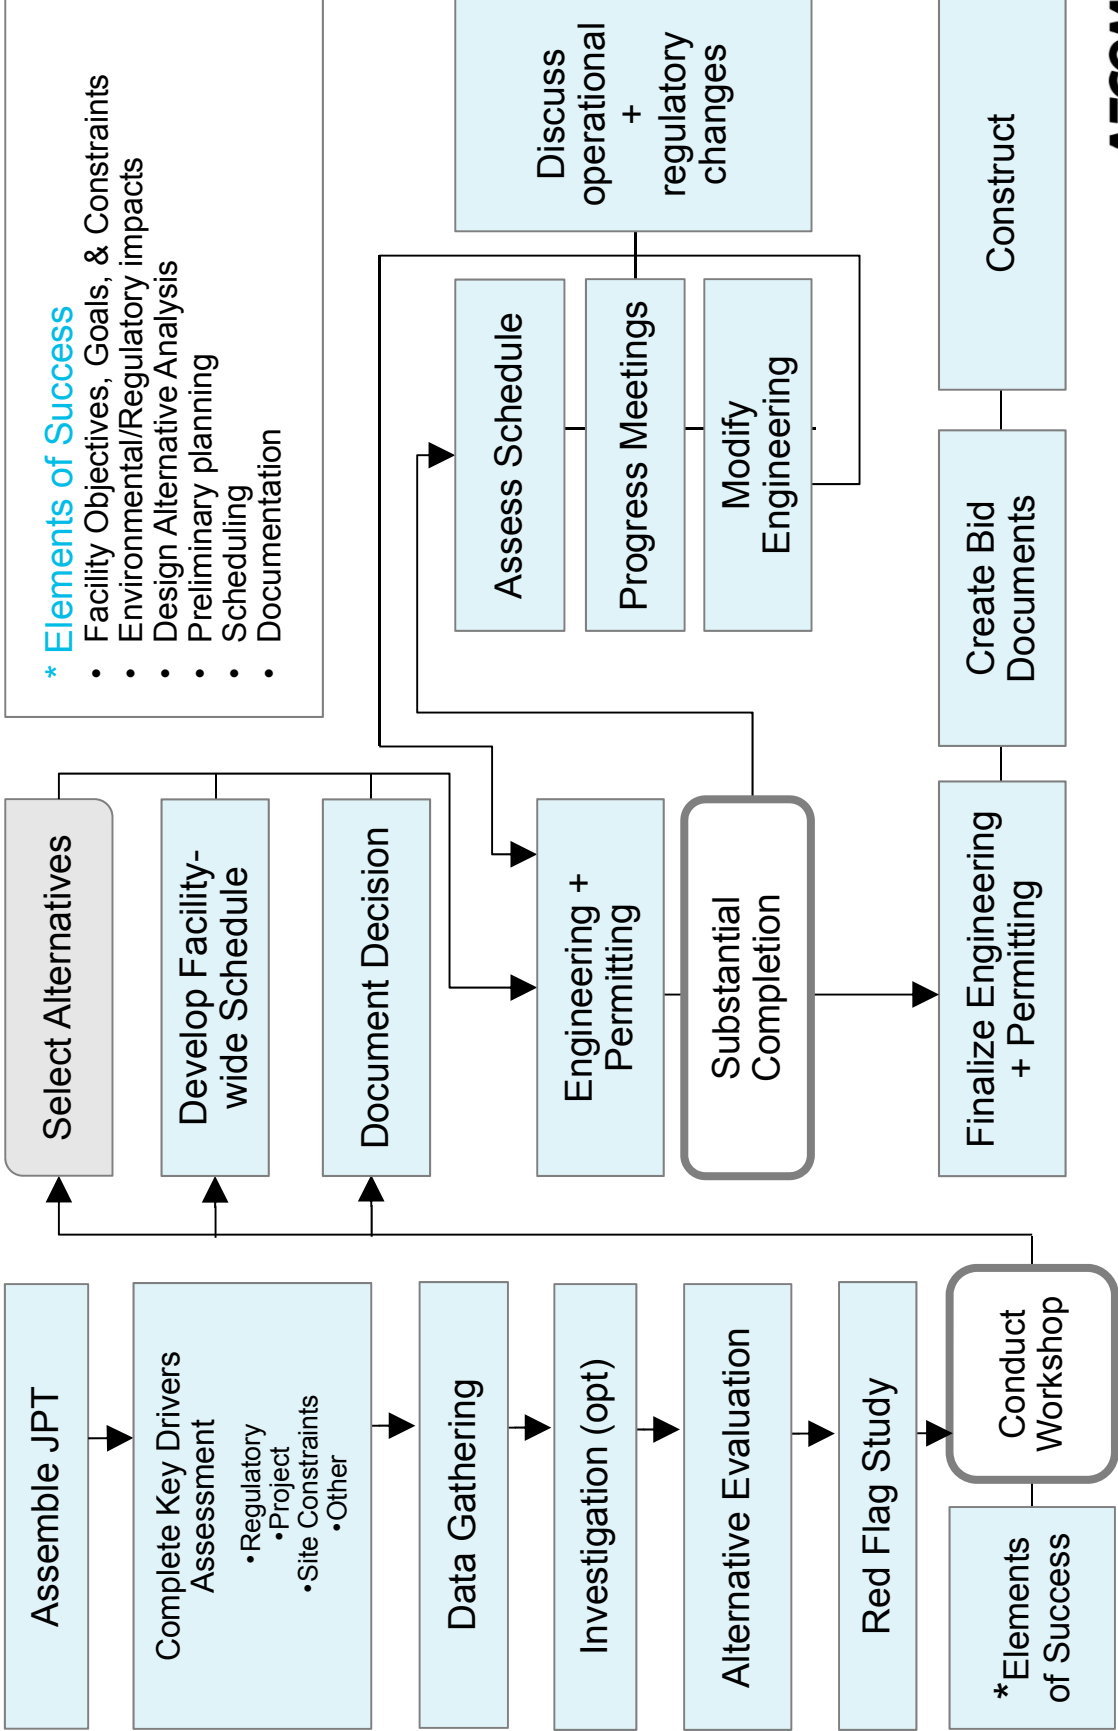 Assemble JPT
Complete Key Drivers
Assessment
•Regulatory
•Project
•Site Constraints
•Other
Data Gathering
Investigation (opt)
Alternative Evaluation
Red Flag Study
*Elements
of Success
Conduct
Workshop
Select Alternatives
Develop Facility-
wide Schedule
Document Decision
Engineering +
Permitting
Substantial
Completion
Finalize Engineering
+ Permitting
* Elements of Success
• Facility Objectives, Goals, & Constraints
• Environmental/Regulatory impacts
• Design Alternative Analysis
• Preliminary planning
• Scheduling
• Documentation
Assess Schedule
Progress Meetings
Modify
Engineering
Discuss
operational
+
regulatory
changes
Create Bid
Documents
Construct